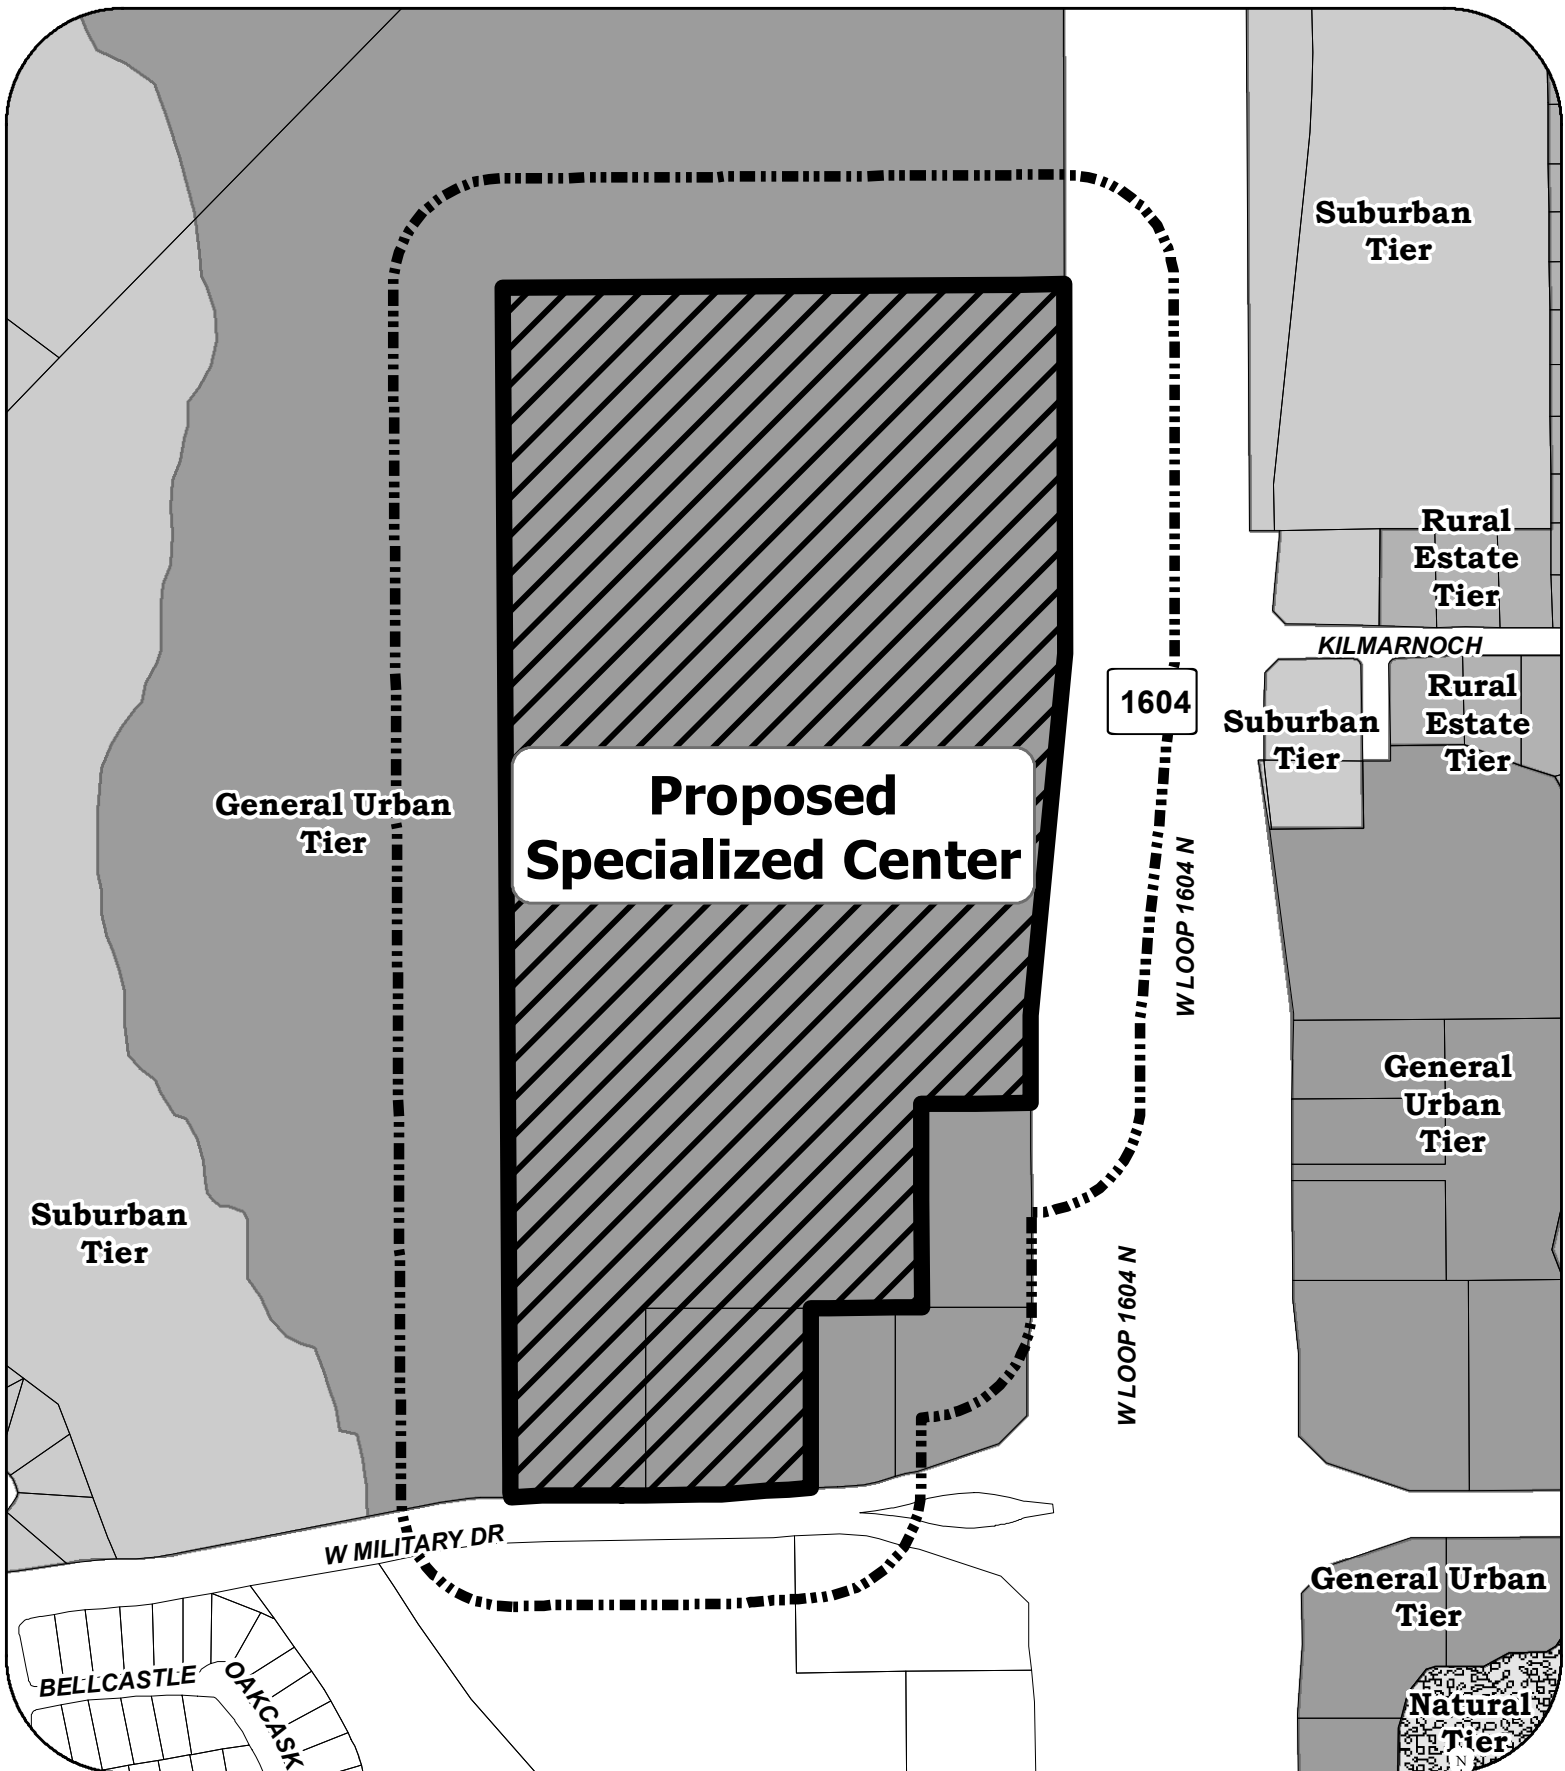 Suburban
Tier
Rural
Estate
Tier
KILMARNOCH
1604
Rural
Estate
Tier
Suburban
Tier
Proposed
Specialized Center
General Urban
Tier
W LOOP 1604 N
General
Urban
Tier
Suburban
Tier
W LOOP 1604 N
W MILITARY DR
General Urban
Tier
BELLCASTLE
OAKCASK
Natural
Tier
N